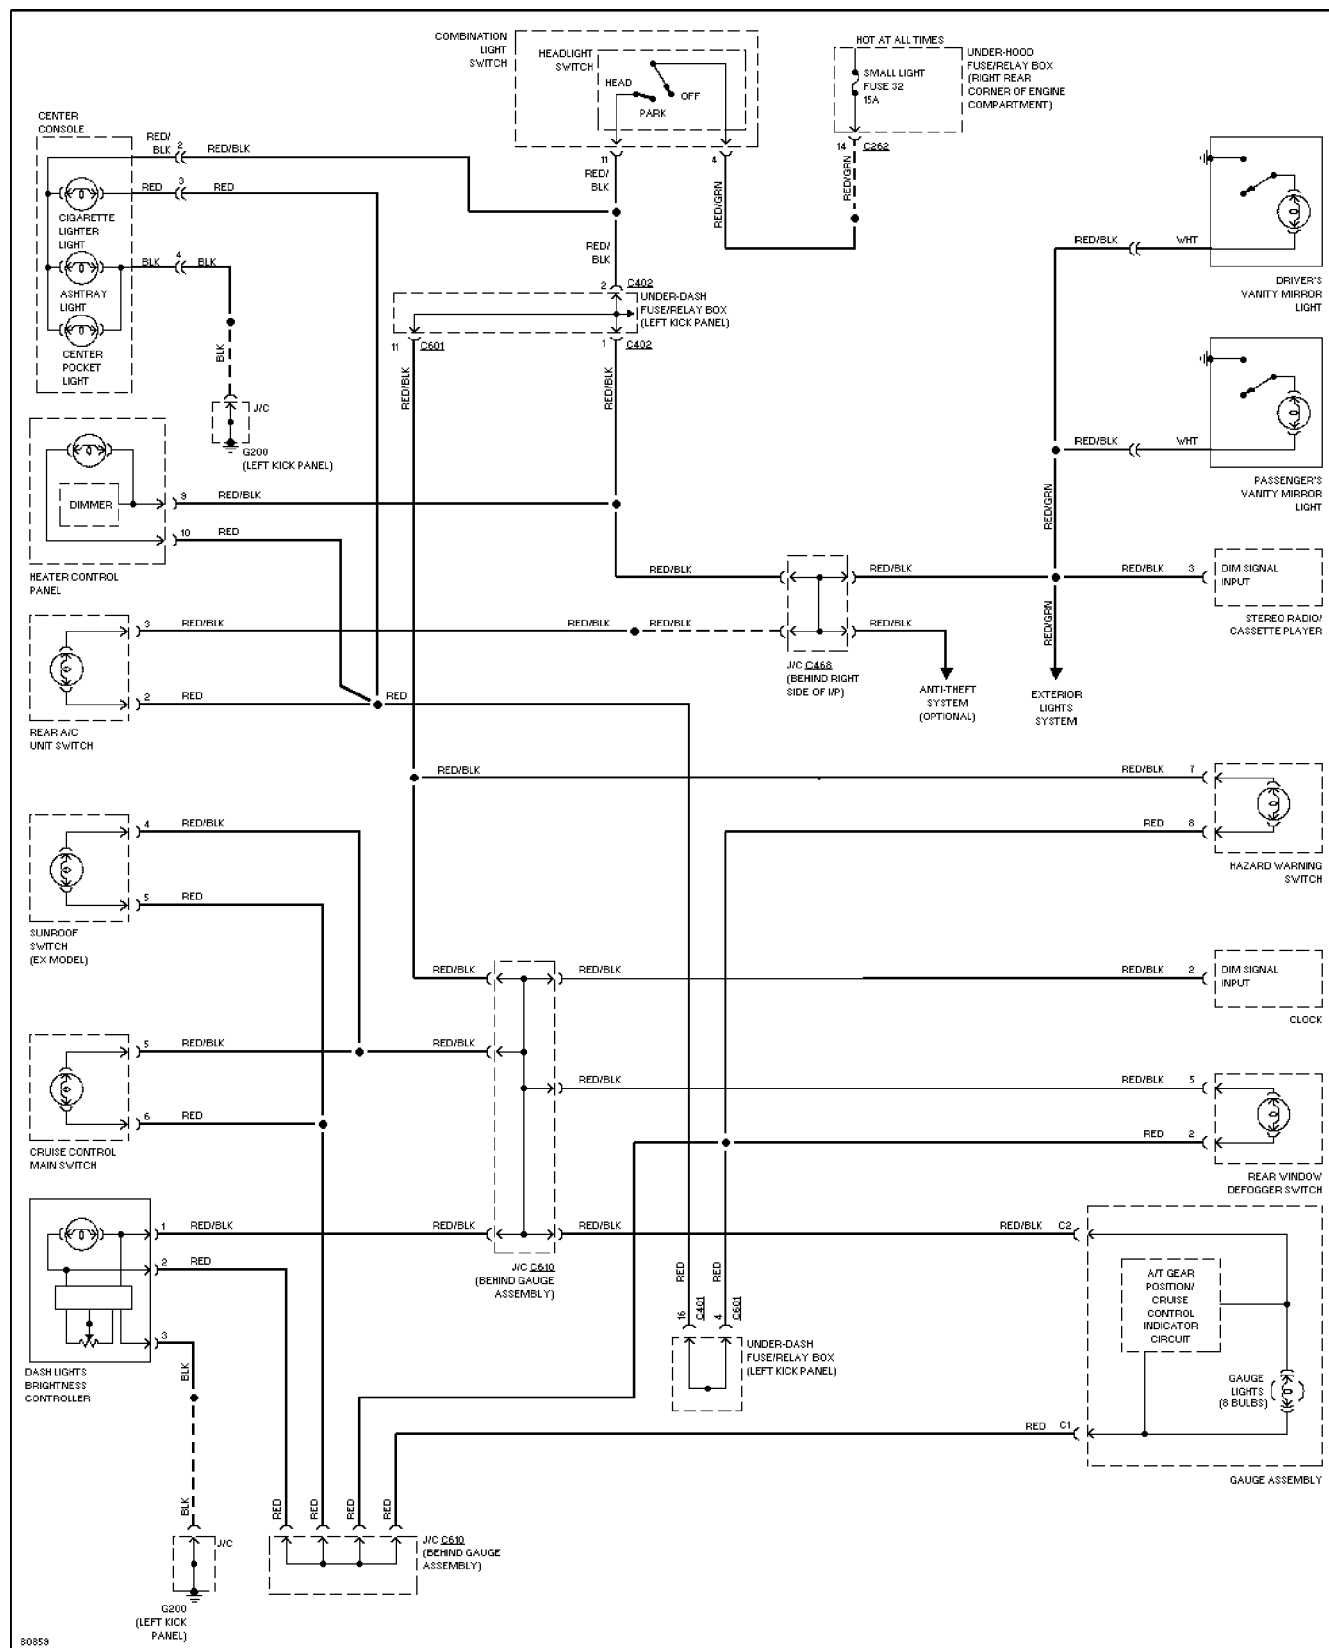 COMBINATION
LIGHT
SWITCH
HEADLIGHT
SWITCH
HEAD
OFF
PARK
HOT AT ALL TIMES
SMALL LIGHT
FUSE 32
15A
UNDER-HOOD
FUSE/RELAY BOX
(RIGHT REAR
CORNER OF ENGINE
COMPARTMENT)
11
4
14
C262
RED/
BLK
RED/GRN
RED/GRN
CENTER
CONSOLE
RED/
BLK
2
RED/BLK
RED
3
RED
CIGARETTE
LIGHTER
LIGHT
BLK
4
BLK
ASHTRAY
LIGHT
CENTER
POCKET
LIGHT
BLK
J/C
G200
(LEFT KICK PANEL)
RED/
BLK
2
C402
UNDER-DASH
FUSE/RELAY BOX
(LEFT KICK PANEL)
11
C601
1
C402
RED/BLK
RED/BLK
RED/BLK
WHT
DRIVER'S
VANITY MIRROR
LIGHT
RED/BLK
WHT
PASSENGER'S
VANITY MIRROR
LIGHT
RED/GRN
DIMMER
9
RED/BLK
10
RED
HEATER CONTROL
PANEL
RED/BLK
RED/BLK
RED/BLK
3
DIM SIGNAL
INPUT
STEREO RADIO/
CASSETTE PLAYER
3
RED/BLK
RED/BLK
RED/BLK
RED/BLK
RED/GRN
J/C C468
(BEHIND RIGHT
SIDE OF I/P)
ANTI-THEFT
SYSTEM
(OPTIONAL)
EXTERIOR
LIGHTS
SYSTEM
2
RED
RED
REAR A/C
UNIT SWITCH
RED/BLK
RED/BLK
7
RED
8
HAZARD WARNING
SWITCH
4
RED/BLK
5
RED
SUNROOF
SWITCH
(EX MODEL)
RED/BLK
RED/BLK
RED/BLK
2
DIM SIGNAL
INPUT
CLOCK
5
RED/BLK
RED/BLK
6
RED
CRUISE CONTROL
MAIN SWITCH
RED/BLK
RED/BLK
5
RED
2
REAR WINDOW
DEFOGGER SWITCH
1
RED/BLK
RED/BLK
RED/BLK
RED/BLK
C2
2
RED
3
BLK
DASH LIGHTS
BRIGHTNESS
CONTROLLER
J/C C610
(BEHIND GAUGE
ASSEMBLY)
RED
RED
16
C401
4
C601
UNDER-DASH
FUSE/RELAY BOX
(LEFT KICK PANEL)
A/T GEAR
POSITION/
CRUISE
CONTROL
INDICATOR
CIRCUIT
GAUGE
LIGHTS
(8 BULBS)
RED
C1
GAUGE ASSEMBLY
BLK
RED
RED
RED
RED
J/C
J/C C610
(BEHIND GAUGE
ASSEMBLY)
G200
(LEFT KICK
PANEL)
80859